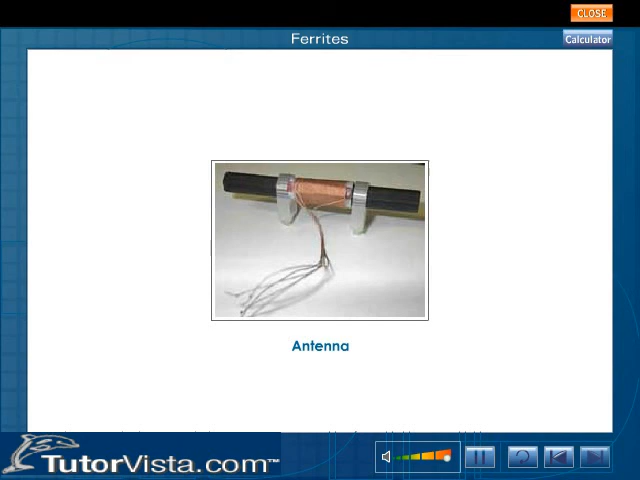 CLOSE
Ferrites
Calculator
Antenna
TutorVista.com™